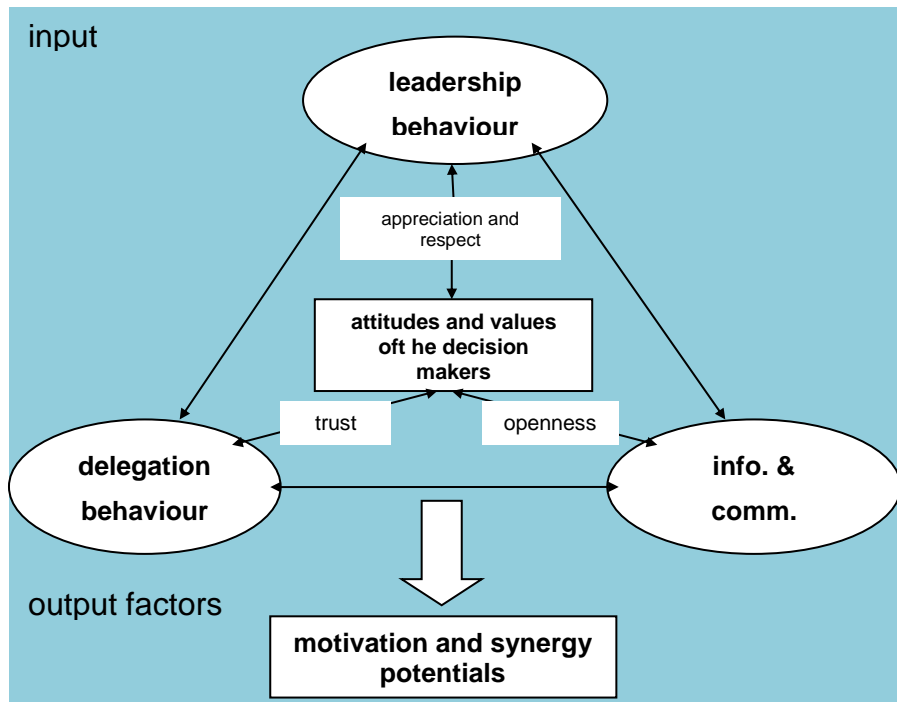 input
leadership
behaviour
appreciation and
respect
attitudes and values
oft he decision
makers
trust
openness
delegation
behaviour
info. &
comm.
output factors
motivation and synergy
potentials